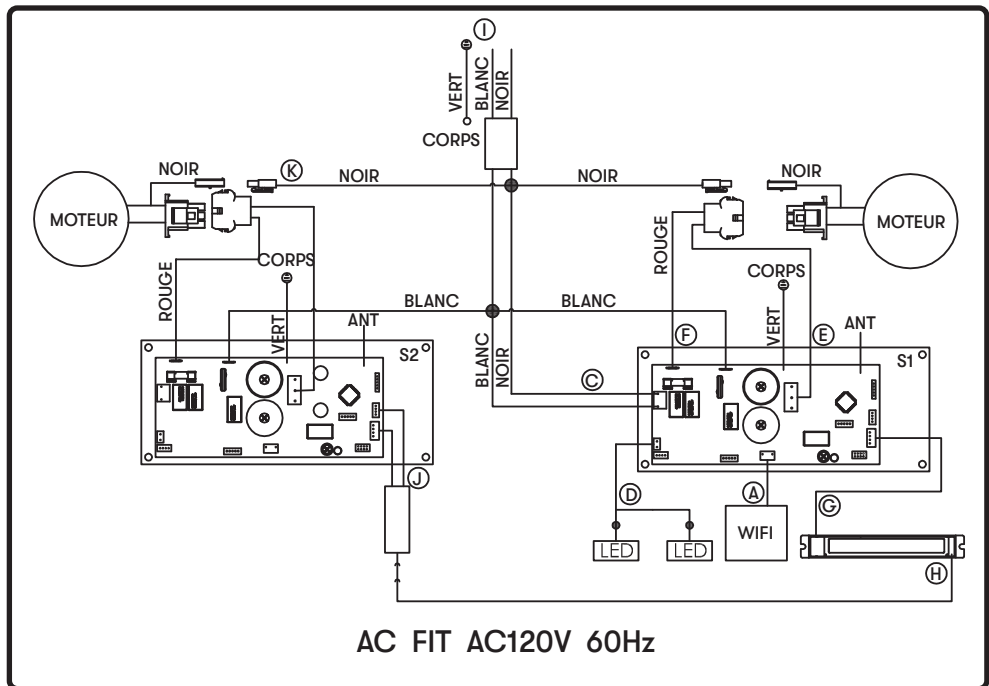 I
VERT
BLANC
NOIR
CORPS
NOIR
K
NOIR
NOIR
NOIR
MOTEUR
MOTEUR
ROUGE
CORPS
VERT
ANT
BLANC
BLANC
ROUGE
CORPS
VERT
ANT
F
E
S2
S1
BLANC
NOIR
C
J
D
A
G
LED
LED
WIFI
H
AC FIT AC120V 60Hz